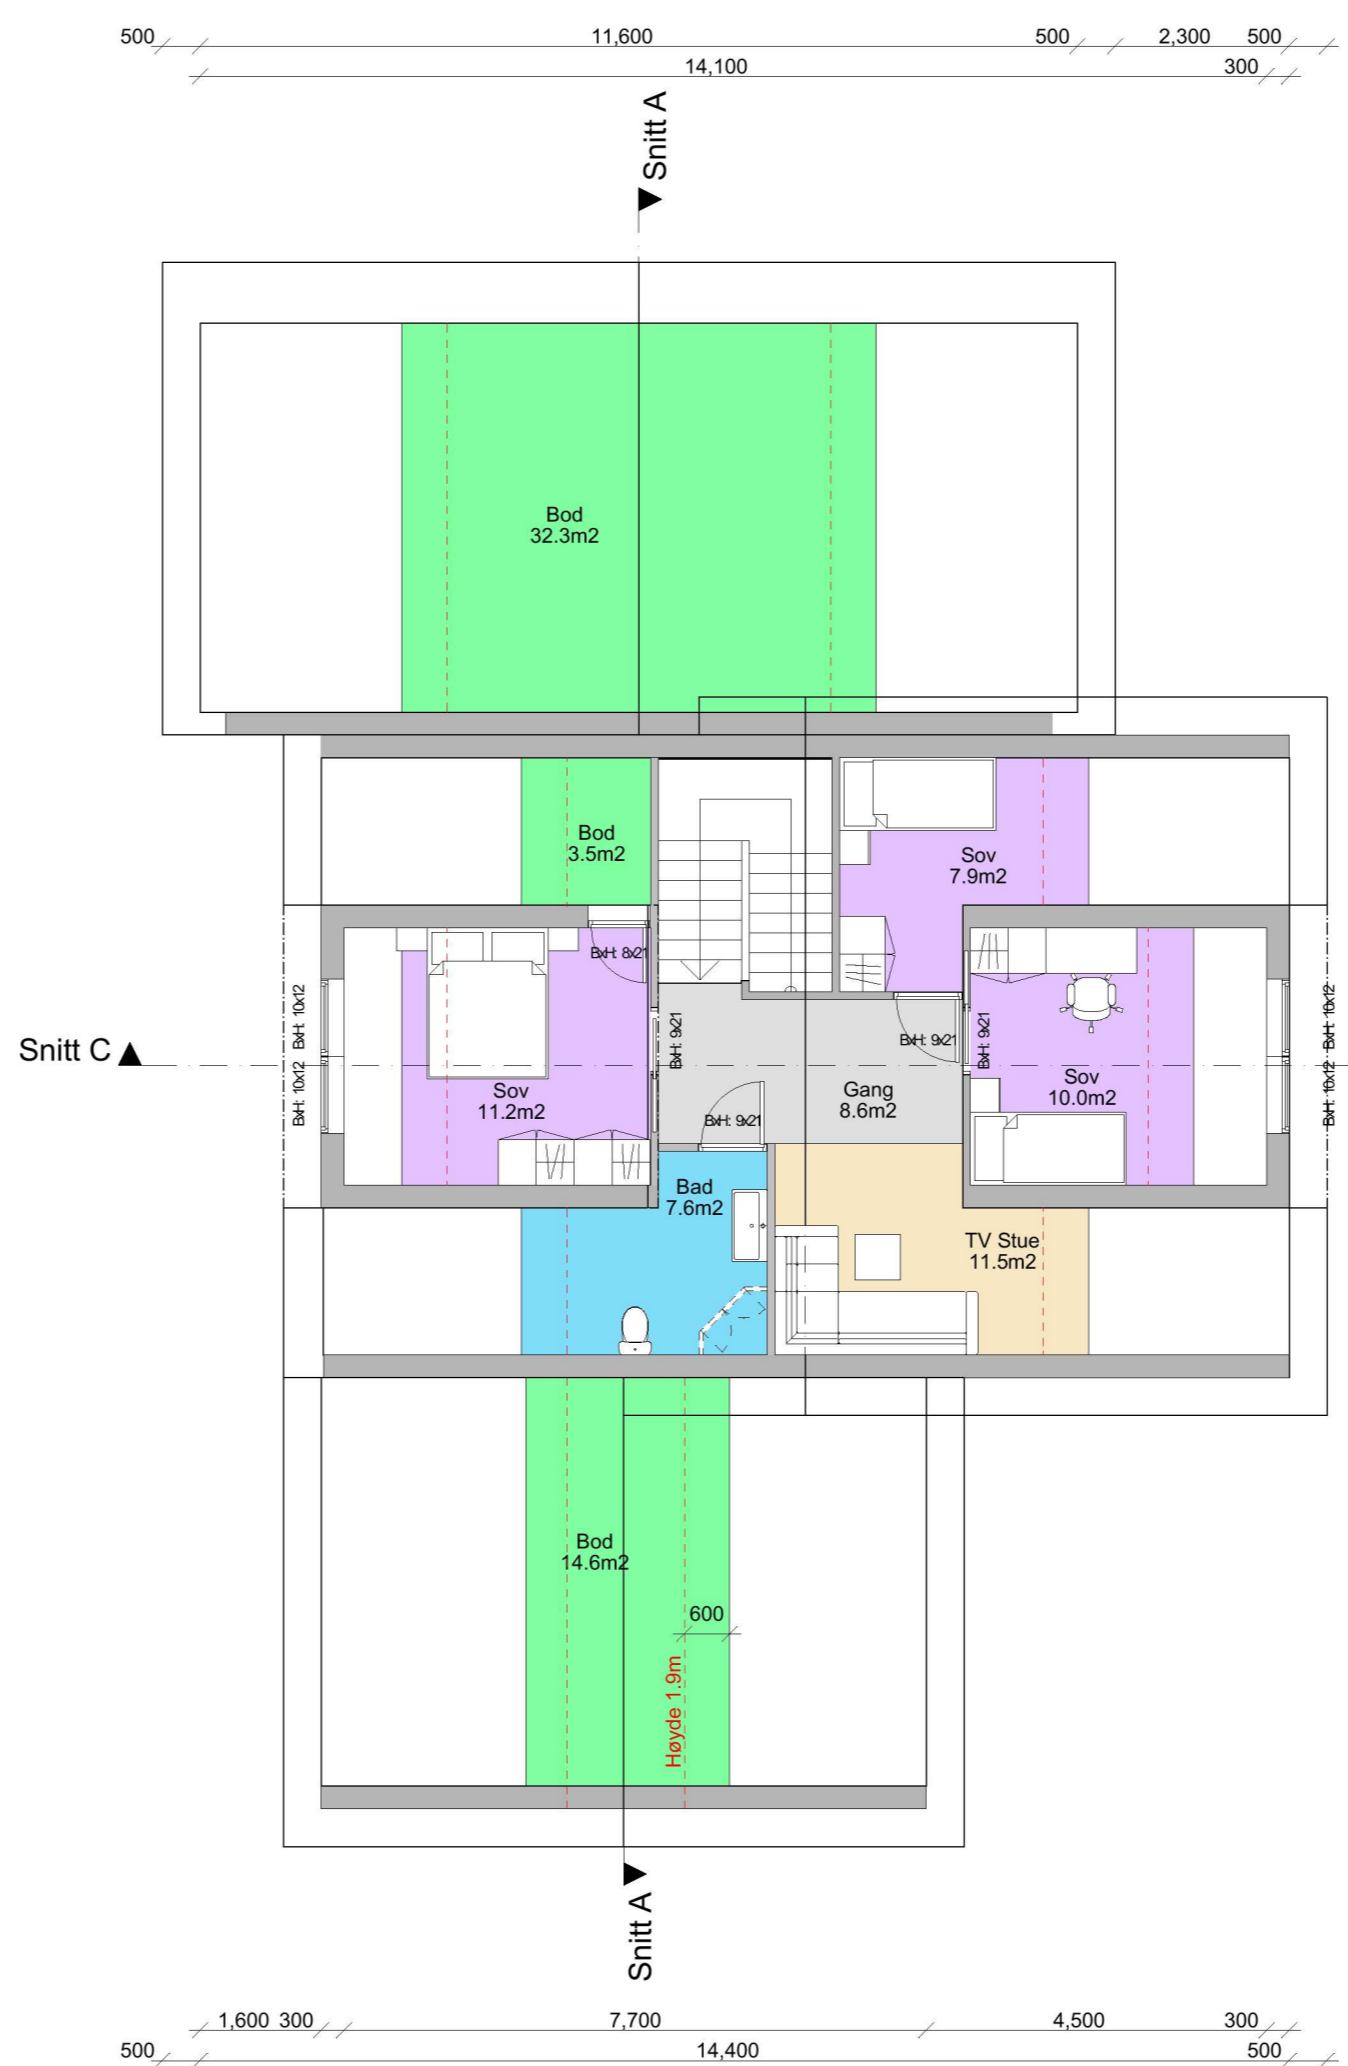 500 11,600 500 2,300 500
14,100 300
Snitt A
Bod
32.3m2
Bod
3.5m2
Sov
7.9m2
BxH: 8x21
BxH: 10x12
BxH: 10x12
BxH: 9x21
BxH: 9x21
BxH: 9x21
BxH: 10x12
BxH: 10x12
Snitt C
Sov
11.2m2
Gang
8.6m2
Sov
10.0m2
BxH: 9x21
Bad
7.6m2
TV Stue
11.5m2
Bod
14.6m2
600
Høyde 1.9m
Snitt A
1,600 300 7,700 4,500 300
500 14,400 500